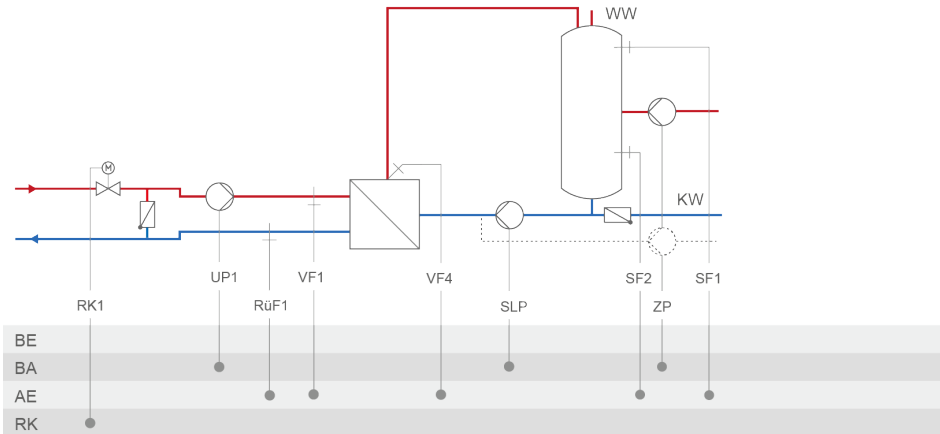 WW
M
KW
UP1 VF1 VF4 SF2 SF1
RK1 RüF1 SLP ZP
BE
BA
AE
RK